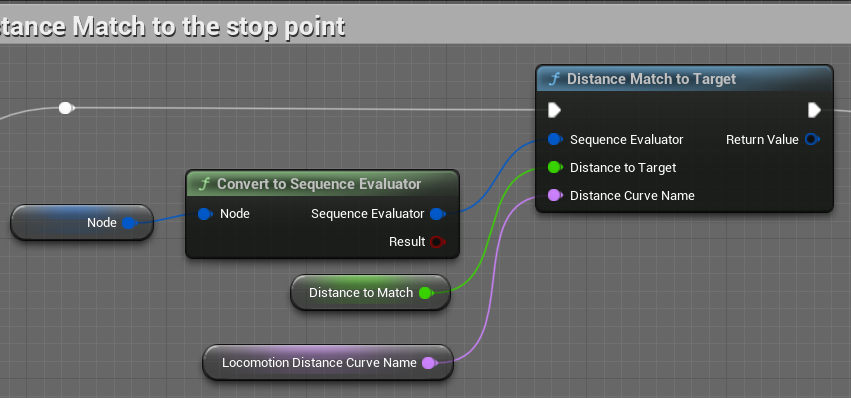 tance Match to the stop point
Distance Match to Target
Sequence Evaluator
Return Value
Distance to Target
Distance Curve Name
Convert to Sequence Evaluator
Node
Node
Sequence Evaluator
Result
Distance to Match
Locomotion Distance Curve Name